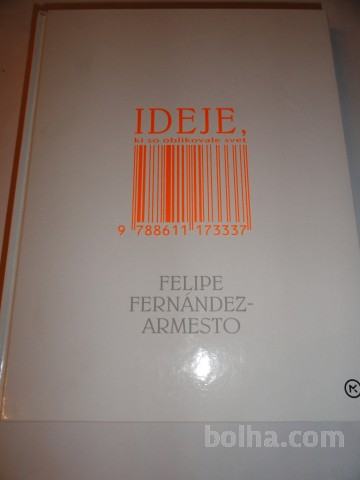 IDEJE,
ki so oblikovale svet
9 788611 173337
FELIPE
FERNÁNDEZ-
ARMESTO
bolha.com